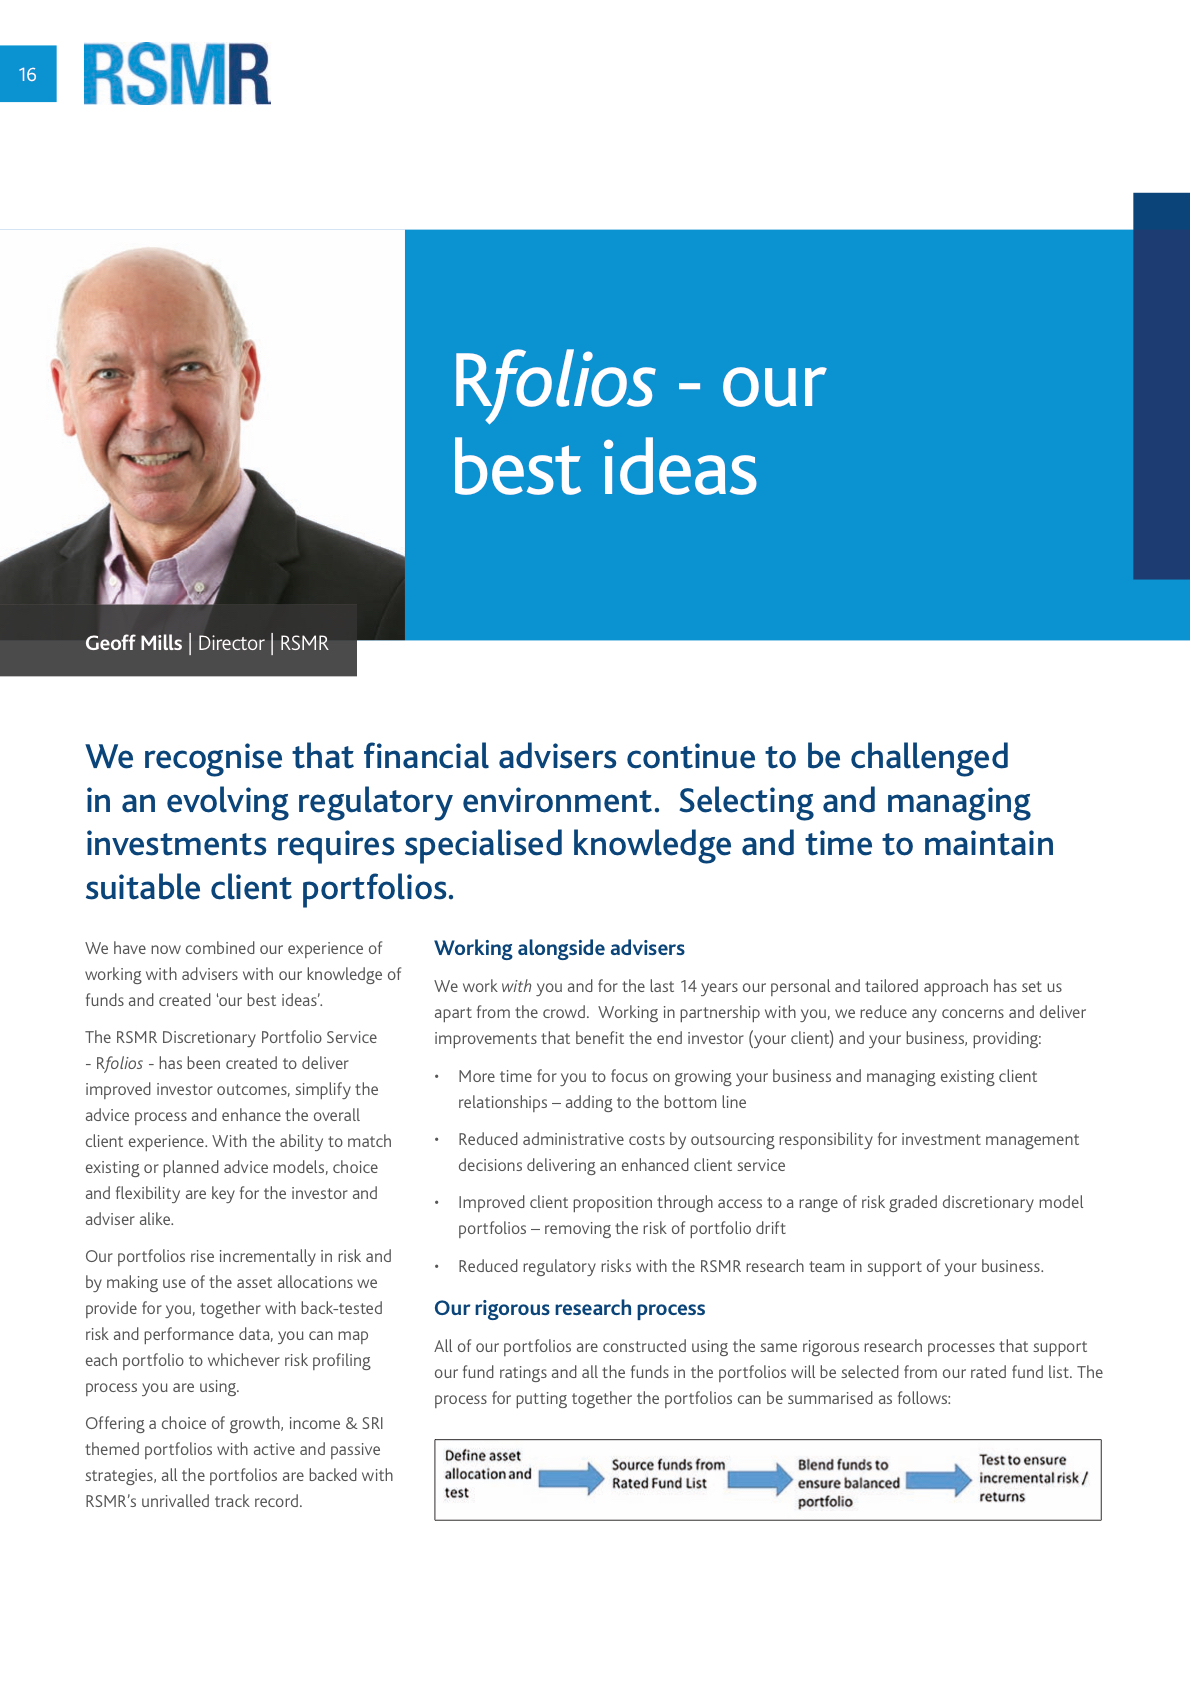 16
RSMR
Rfolios - our
best ideas
Geoff Mills | Director | RSMR
We recognise that financial advisers continue to be challenged
in an evolving regulatory environment.  Selecting and managing
investments requires specialised knowledge and time to maintain
suitable client portfolios.
We have now combined our experience of
working with advisers with our knowledge of
funds and created ‘our best ideas’.
The RSMR Discretionary Portfolio Service
- Rfolios - has been created to deliver
improved investor outcomes, simplify the
advice process and enhance the overall
client experience. With the ability to match
existing or planned advice models, choice
and flexibility are key for the investor and
adviser alike.
Our portfolios rise incrementally in risk and
by making use of the asset allocations we
provide for you, together with back-tested
risk and performance data, you can map
each portfolio to whichever risk profiling
process you are using.
Offering a choice of growth, income & SRI
themed portfolios with active and passive
strategies, all the portfolios are backed with
RSMR’s unrivalled track record.
Working alongside advisers
We work with you and for the last 14 years our personal and tailored approach has set us
apart from the crowd.  Working in partnership with you, we reduce any concerns and deliver
improvements that benefit the end investor (your client) and your business, providing:
• More time for you to focus on growing your business and managing existing client
relationships – adding to the bottom line
• Reduced administrative costs by outsourcing responsibility for investment management
decisions delivering an enhanced client service
• Improved client proposition through access to a range of risk graded discretionary model
portfolios – removing the risk of portfolio drift
• Reduced regulatory risks with the RSMR research team in support of your business.
Our rigorous research process
All of our portfolios are constructed using the same rigorous research processes that support
our fund ratings and all the funds in the portfolios will be selected from our rated fund list. The
process for putting together the portfolios can be summarised as follows:
Define asset
allocation and
test
Source funds from
Rated Fund List
Blend funds to
ensure balanced
portfolio
Test to ensure
incremental risk /
returns